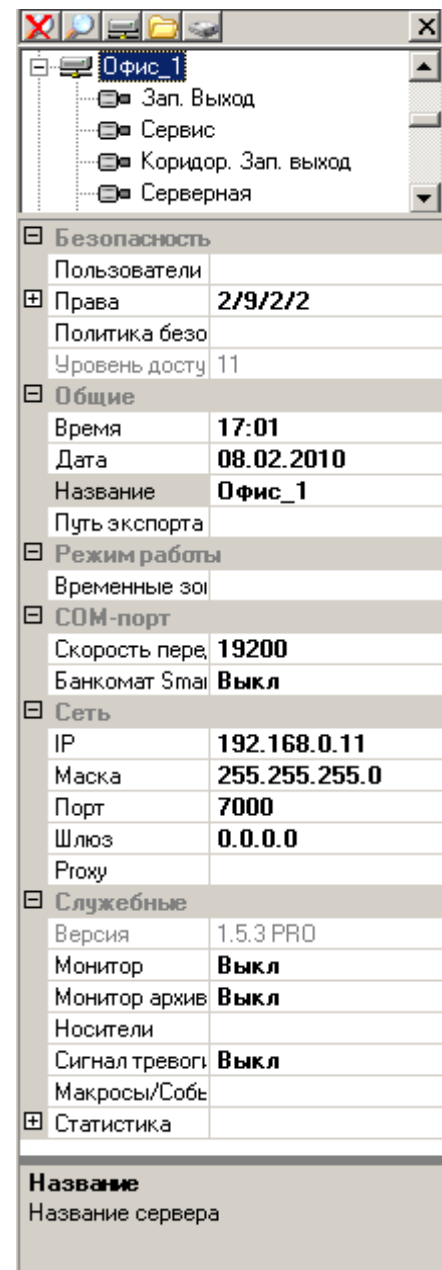 Офис_1
Зап. Выход
Сервис
Коридор. Зап. выход
Серверная
Безопасность
Пользователи
Права 2/9/2/2
Политика безо
Уровень досту 11
Общие
Время 17:01
Дата 08.02.2010
Название Офис_1
Путь экспорта
Режим работы
Временные зо
COM-порт
Скорость пере 19200
Банкомат Smar Выкл
Сеть
IP 192.168.0.11
Маска 255.255.255.0
Порт 7000
Шлюз 0.0.0.0
Proxy
Служебные
Версия 1.5.3 PRO
Монитор Выкл
Монитор архив Выкл
Носители
Сигнал тревоги Выкл
Макросы/Собы
Статистика
Название
Название сервера